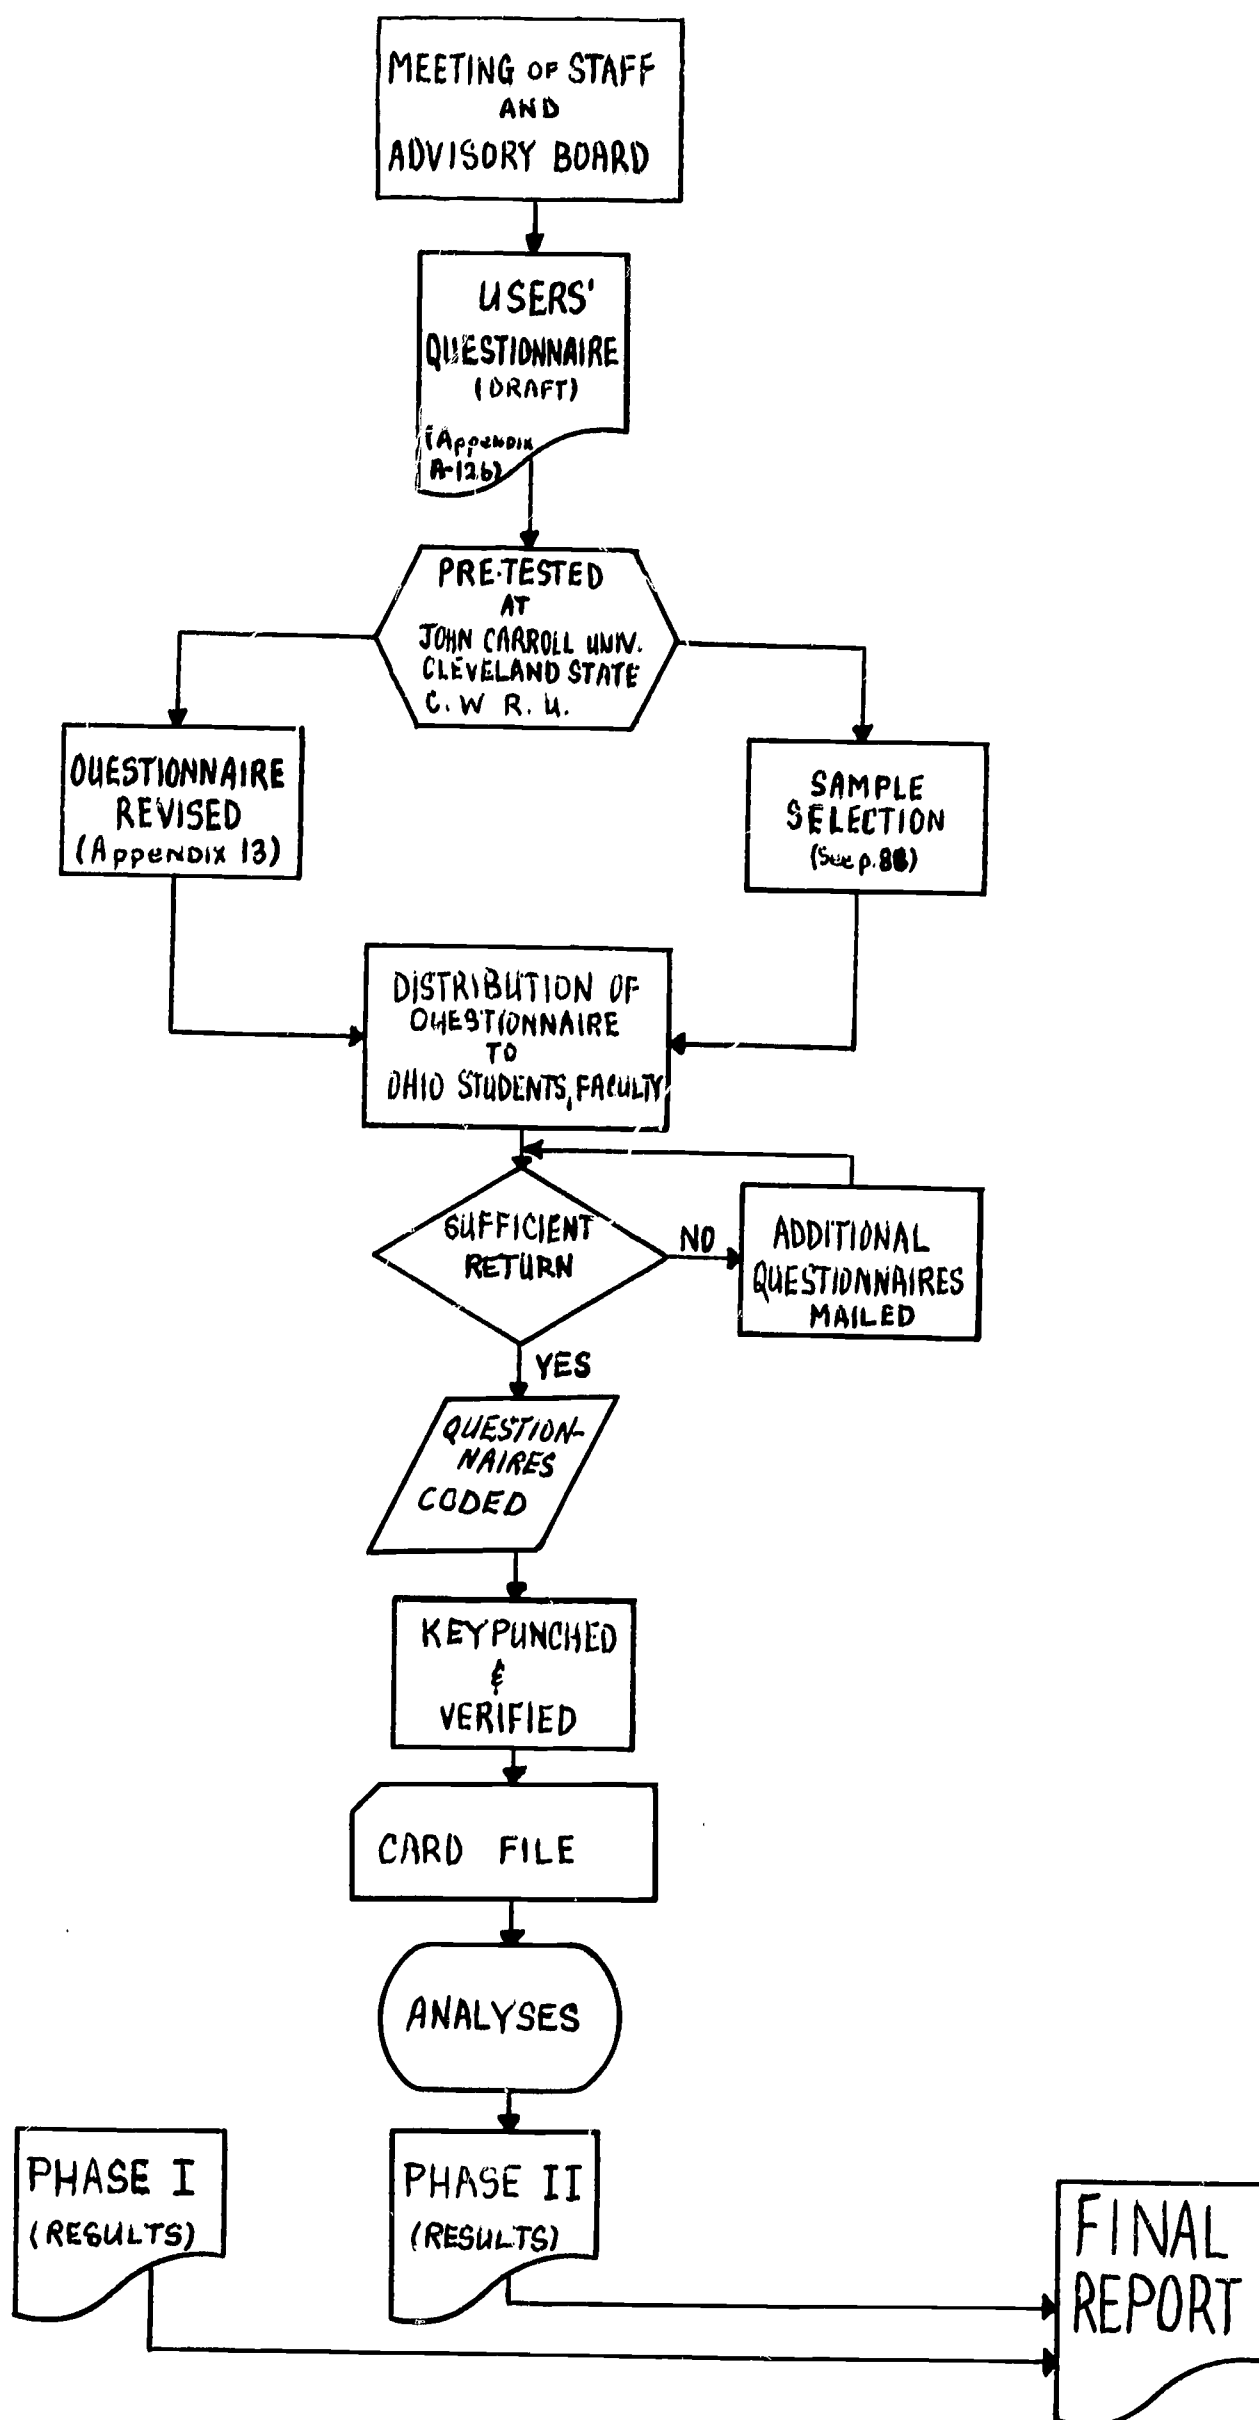 MEETING OF STAFF
AND
ADVISORY BOARD
USERS'
QUESTIONNAIRE
(DRAFT)
(Appendix
A-12b)
PRE-TESTED
AT
JOHN CARROLL UNIV.
CLEVELAND STATE
C. W R. U.
QUESTIONNAIRE
REVISED
(Appendix 13)
SAMPLE
SELECTION
(See
DISTRIBUTION OF
QUESTIONNAIRE
TO
OHIO STUDENTS, FACULTY
SUFFICIENT
RETURN
NO
ADDITIONAL
QUESTIONNAIRES
MAILED
YES
QUESTION-
NAIRES
CODED
KEYPUNCHED
&
VERIFIED
CARD FILE
ANALYSES
PHASE I
(RESULTS)
PHASE II
(RESULTS)
FINAL
REPORT